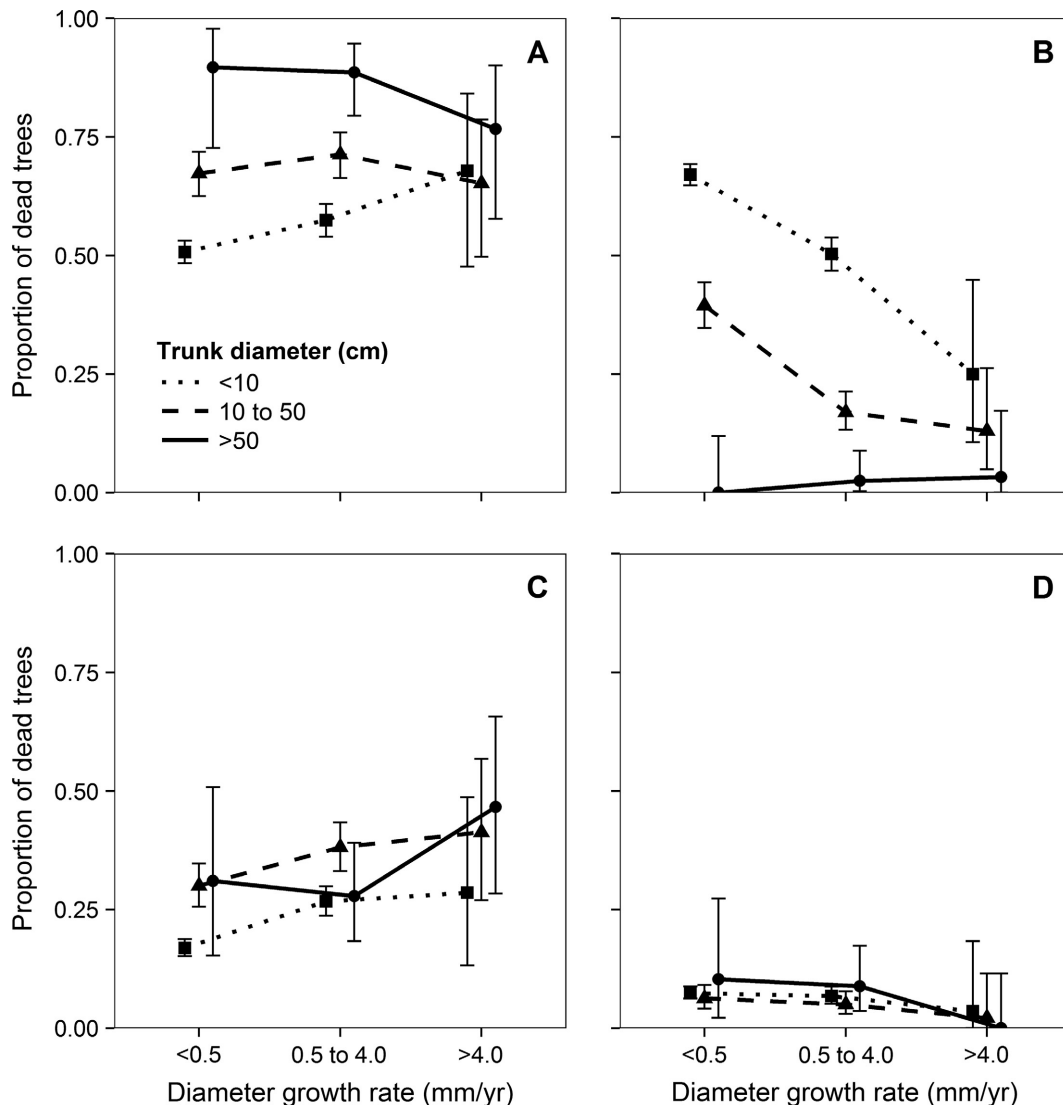 1.00
0.75
0.50
0.25
0.00
Proportion of dead trees
A
Trunk diameter (cm)
<10
10 to 50
>50
B
1.00
0.75
0.50
0.25
0.00
Proportion of dead trees
C
<0.5
0.5 to 4.0
>4.0
Diameter growth rate (mm/yr)
D
<0.5
0.5 to 4.0
>4.0
Diameter growth rate (mm/yr)